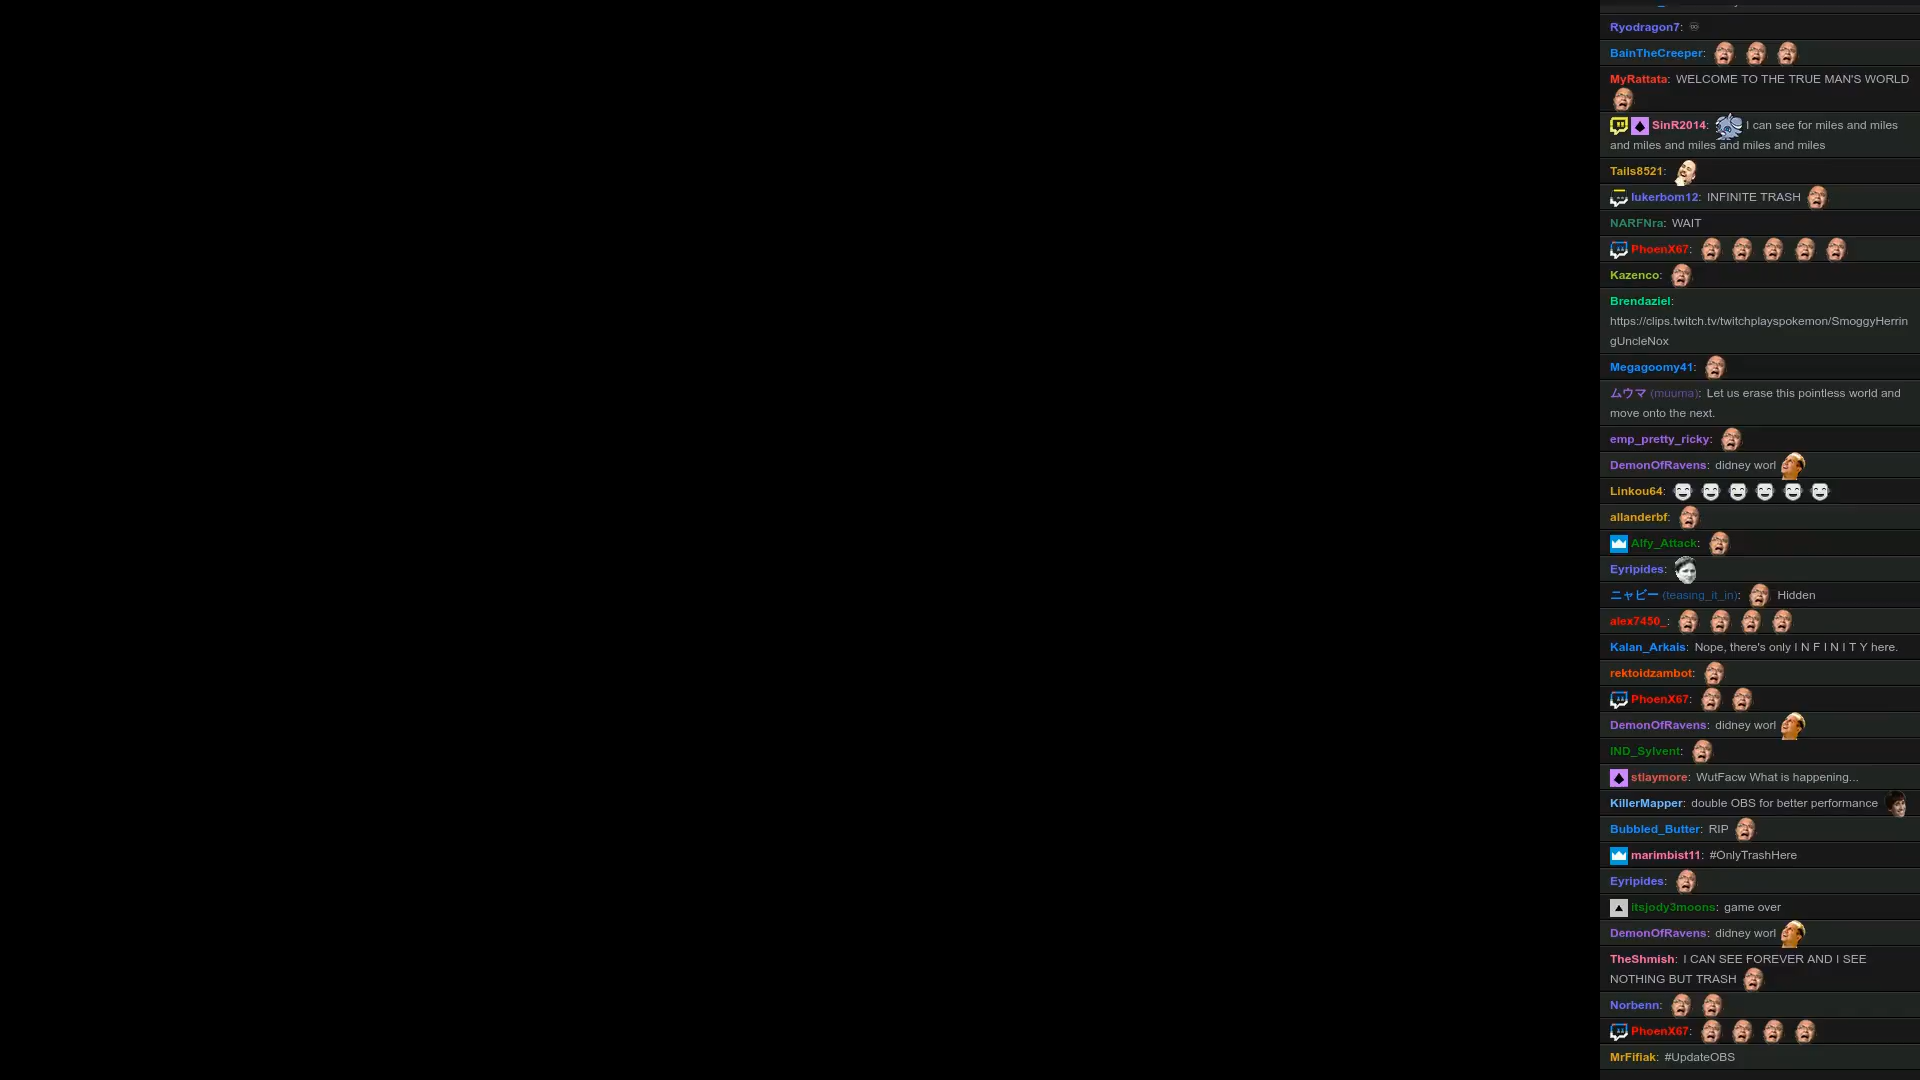 Ryodragon7:
BainTheCreeper:
MyRattata: WELCOME TO THE TRUE MAN'S WORLD
SinR2014: I can see for miles and miles
and miles and miles and miles and miles
Tails8521:
lukerbom12: INFINITE TRASH
NARFNra: WAIT
PhoenX67:
Kazenco:
Brendaziel:
https://clips.twitch.tv/twitchplayspokemon/SmoggyHerrin
gUncleNox
Megagoomy41:
ムウマ (muuma): Let us erase this pointless world and
move onto the next.
emp_pretty_ricky:
DemonOfRavens: didney worl
Linkou64:
allanderbf:
Alfy_Attack:
Eyripides:
ニャビー (teasing_it_in): Hidden
alex7450_:
Kalan_Arkais: Nope, there's only I N F I N I T Y here.
rektoidzambot:
PhoenX67:
DemonOfRavens: didney worl
IND_Sylvent:
stlaymore: WutFacw What is happening...
KillerMapper: double OBS for better performance
Bubbled_Butter: RIP
marimbist11: #OnlyTrashHere
Eyripides:
itsjody3moons: game over
DemonOfRavens: didney worl
TheShmish: I CAN SEE FOREVER AND I SEE
NOTHING BUT TRASH
Norbenn:
PhoenX67:
MrFifiak: #UpdateOBS